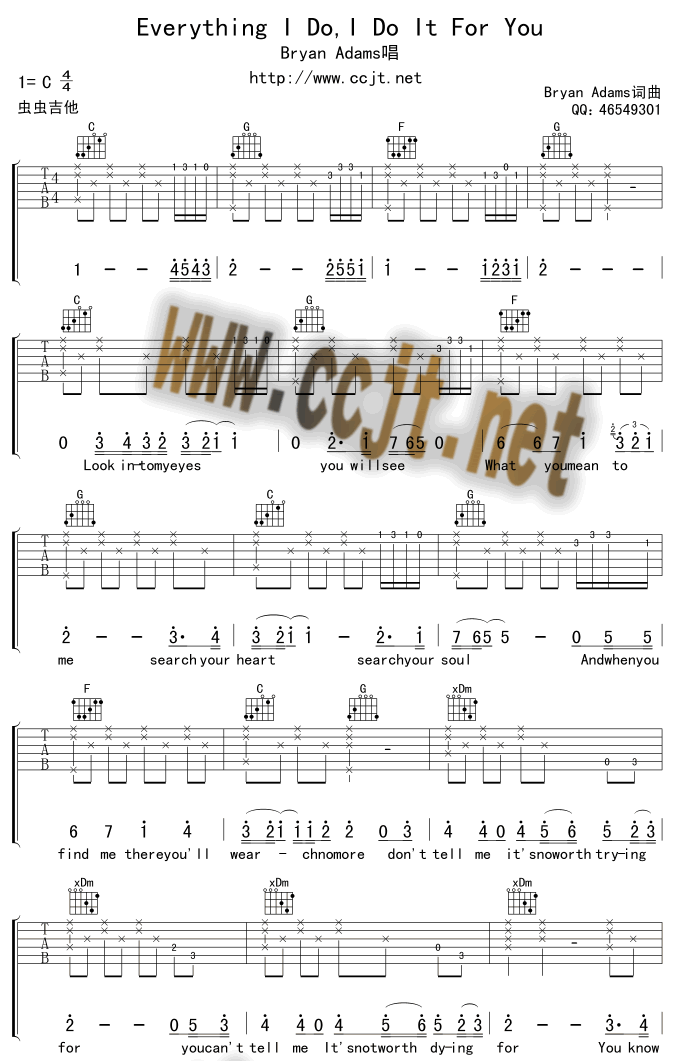 Everything I Do,I Do It For You
Bryan Adams唱
http://www.ccjt.net
1= C 4/4
Bryan Adams词曲
虫虫吉他
QQ: 46549301
C G F G
T 4 1 3 1 0 3 3 3 1 1 3 0 1
A 4
B
1 - - 4543 | 2 - - 2551 | 1 - - 1231 | 2 - - -
www.ccjt.net
C G F
T 1 3 1 0 3 3 3 1
A
B
0 3 4 3 2 3 2 1 1 | 0 2· 1 7 6 5 0 | 6 6 7 1 2 3 2 1
Look in-tomyeyes you willsee What youmean to
G C G
T 1 3 1 0 3 3 3 1
A
B
2 - - 3· 4 | 3 2 1 1 - 2· 1 | 7 6 5 5 - 0 5 5
me searchyour heart searchyour soul Andwhenyou
F C G xDm
T
A
B 0 3
6 7 1 4 | 3 2 1 1 1 2 2 0 3 | 4 4 0 4 5 6 5 2 3
find me thereyou'll wear - chnomore don't tell me it'snoworth try-ing
xDm xDm xDm
T
A 2 0
B 3 3
2 - - 0 5 3 | 4 4 0 4 5 6 5 2 3 | 2 - - 3· 4
for youcan't tell me It'snotworth dy-ing for You know